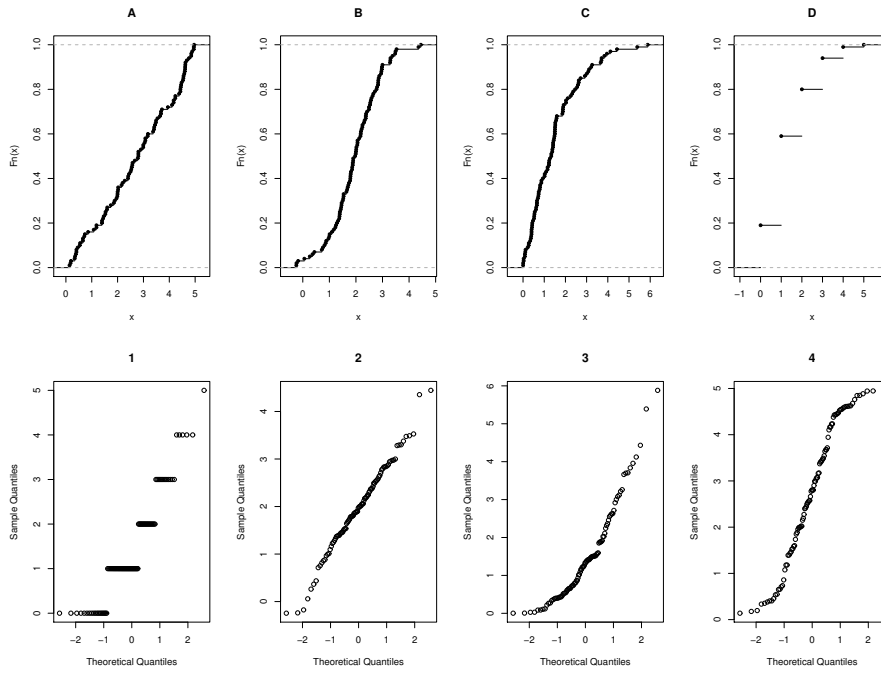 A
B
C
D
Fn(x)
0.0 0.2 0.4 0.6 0.8 1.0
0 1 2 3 4 5
x
Fn(x)
0.0 0.2 0.4 0.6 0.8 1.0
0 1 2 3 4 5
x
Fn(x)
0.0 0.2 0.4 0.6 0.8 1.0
0 1 2 3 4 5 6
x
Fn(x)
0.0 0.2 0.4 0.6 0.8 1.0
−1 0 1 2 3 4 5
x
1
2
3
4
Sample Quantiles
0 1 2 3 4 5
−2 −1 0 1 2
Theoretical Quantiles
Sample Quantiles
0 1 2 3 4
−2 −1 0 1 2
Theoretical Quantiles
Sample Quantiles
0 1 2 3 4 5 6
−2 −1 0 1 2
Theoretical Quantiles
Sample Quantiles
0 1 2 3 4 5
−2 −1 0 1 2
Theoretical Quantiles